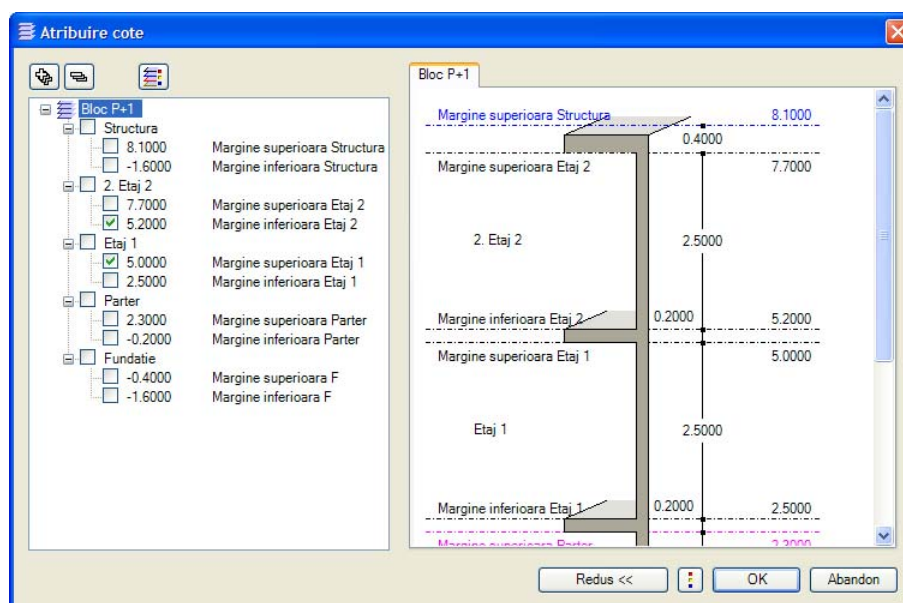 Atribuire cote
Bloc P+1
Structura
8.1000 Margine superioara Structura
-1.6000 Margine inferioara Structura
2. Etaj 2
7.7000 Margine superioara Etaj 2
5.2000 Margine inferioara Etaj 2
Etaj 1
5.0000 Margine superioara Etaj 1
2.5000 Margine inferioara Etaj 1
Parter
2.3000 Margine superioara Parter
-0.2000 Margine inferioara Parter
Fundatie
-0.4000 Margine superioara F
-1.6000 Margine inferioara F
Bloc P+1
Margine superioara Structura 8.1000
0.4000
Margine superioara Etaj 2 7.7000
2. Etaj 2 2.5000
Margine inferioara Etaj 2 0.2000 5.2000
Margine superioara Etaj 1 5.0000
Etaj 1 2.5000
Margine inferioara Etaj 1 0.2000 2.5000
Margine superioara Parter 2.3000
Redus << OK Abandon